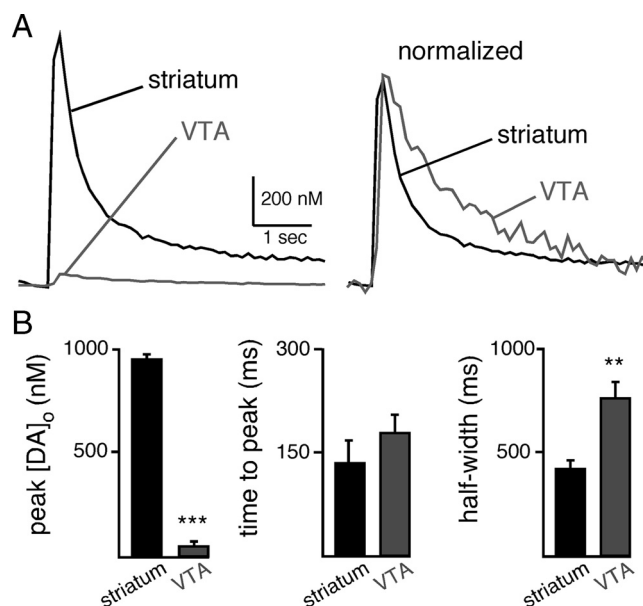 A
normalized
striatum
VTA
striatum
VTA
200 nM
1 sec
B
peak [DA]o (nM)
1000
500
***
striatum
VTA
time to peak (ms)
300
150
striatum
VTA
half-width (ms)
1000
500
**
striatum
VTA